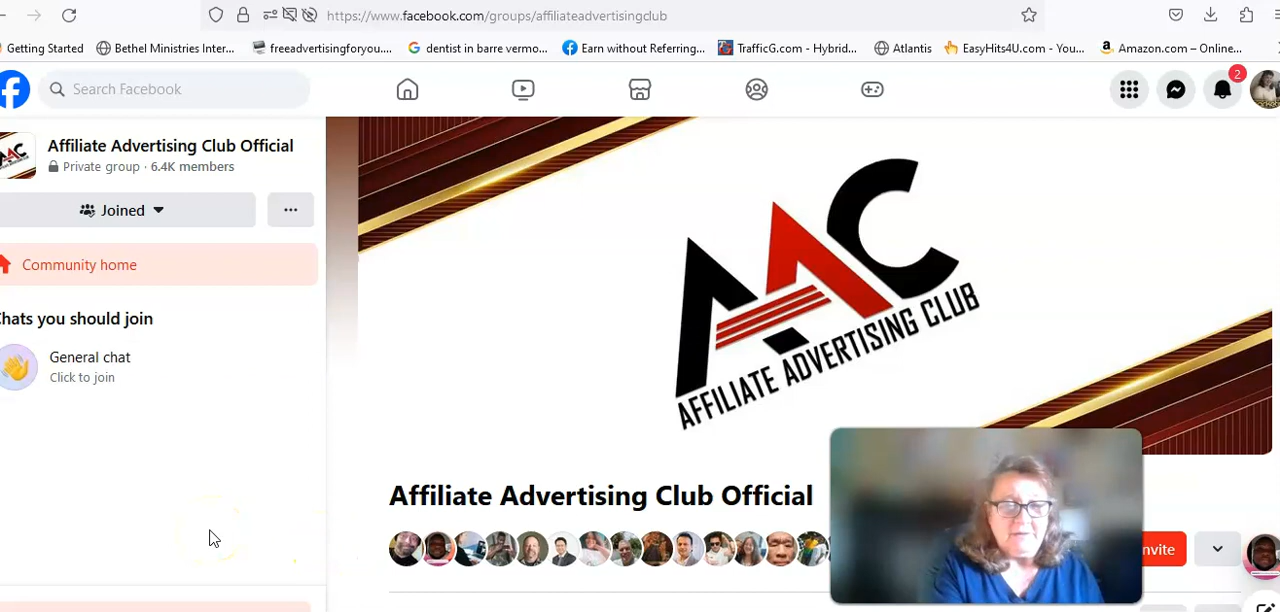 https://www.facebook.com/groups/affiliateadvertisingclub
Getting Started
Bethel Ministries Inter...
freeadvertisingforyou....
dentist in barre vermo...
Earn without Referring...
TrafficG.com - Hybrid...
Atlantis
EasyHits4U.com - You...
Amazon.com – Online...
Search Facebook
2
Affiliate Advertising Club Official
Private group · 6.4K members
Joined
Community home
hats you should join
General chat
Click to join
AAC
AFFILIATE ADVERTISING CLUB
Affiliate Advertising Club Official
nvite